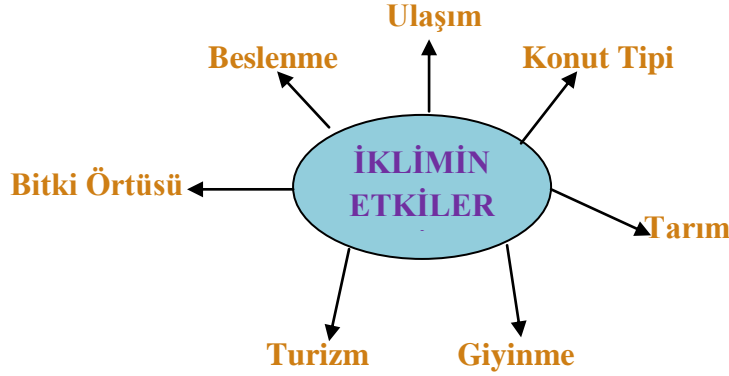 Ulaşım
Beslenme
Konut Tipi
İKLİMİN
ETKİLER
Bitki Örtüsü
Tarım
Turizm
Giyinme